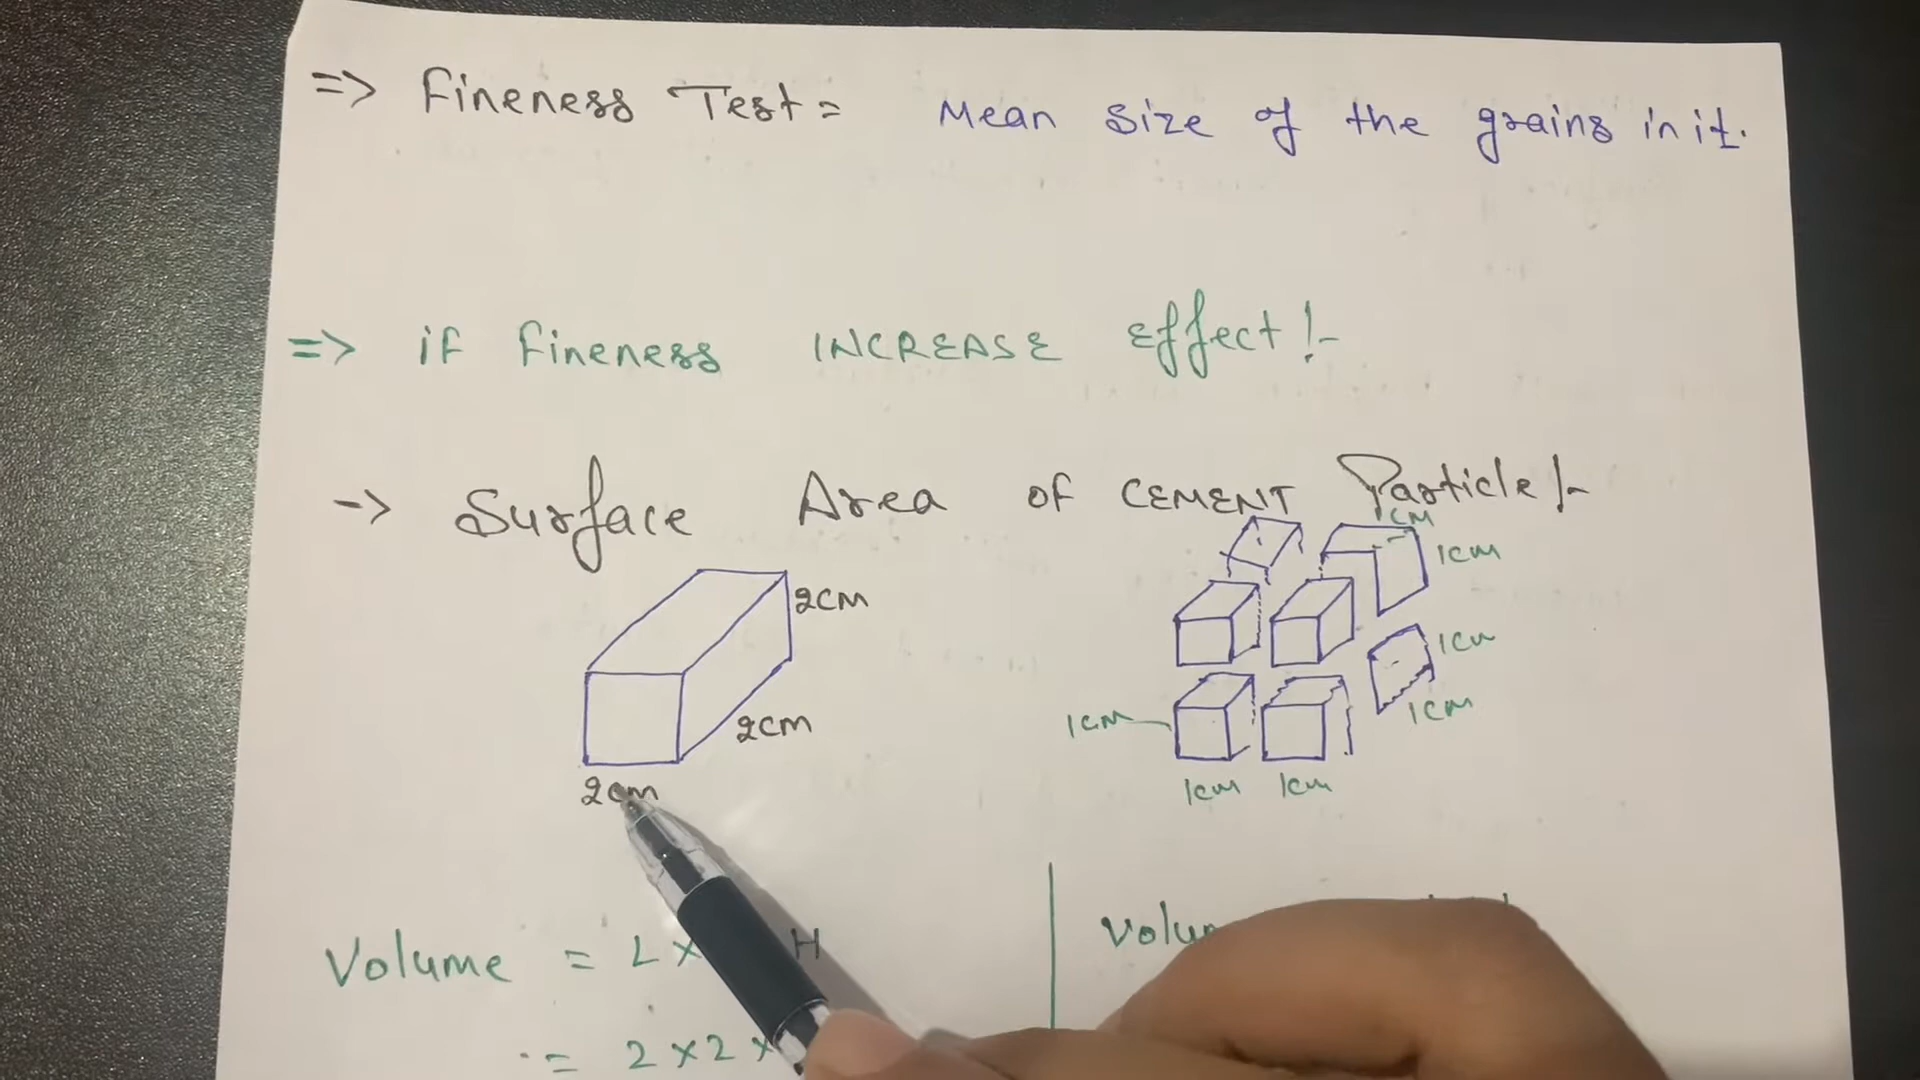 => Fineness Test = Mean size of the grains in it.
=> if fineness INCREASE Effect !-
-> Surface Area of CEMENT Particle !-
1CM
1cm
2CM
1cm
1cm
2cm
1cm
2cm
1cm 1cm
Volume = L x H
= 2 x 2 x